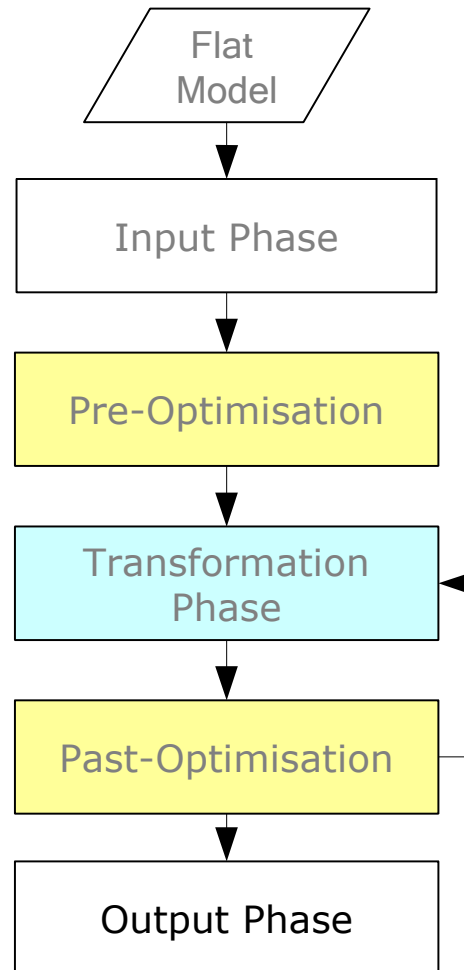 Flat
Model
Input Phase
Pre-Optimisation
Transformation
Phase
Past-Optimisation
Output Phase